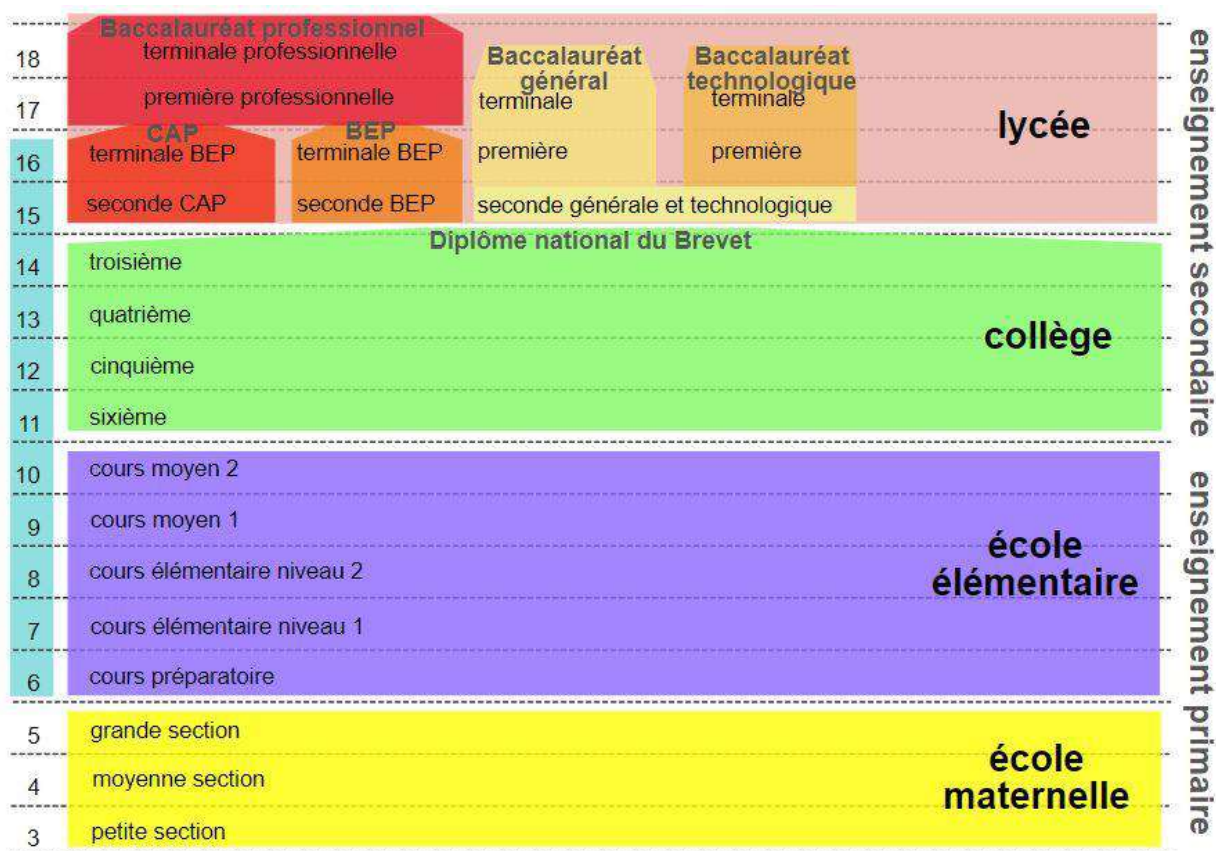 Baccalauréat professionnel
18
terminale professionnelle
Baccalauréat
général
Baccalauréat
technologique
17
première professionnelle
terminale
terminale
lycée
CAP
BEP
16
terminale BEP
terminale BEP
première
première
15
seconde CAP
seconde BEP
seconde générale et technologique
Diplôme national du Brevet
14
troisième
13
quatrième
collège
12
cinquième
11
sixième
enseignement secondaire
10
cours moyen 2
9
cours moyen 1
école
élémentaire
8
cours élémentaire niveau 2
7
cours élémentaire niveau 1
6
cours préparatoire
5
grande section
école
maternelle
4
moyenne section
3
petite section
enseignement primaire